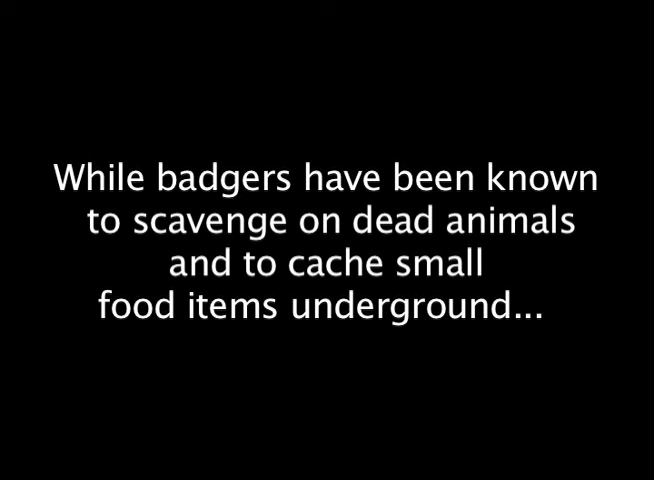 While badgers have been known
to scavenge on dead animals
and to cache small
food items underground...